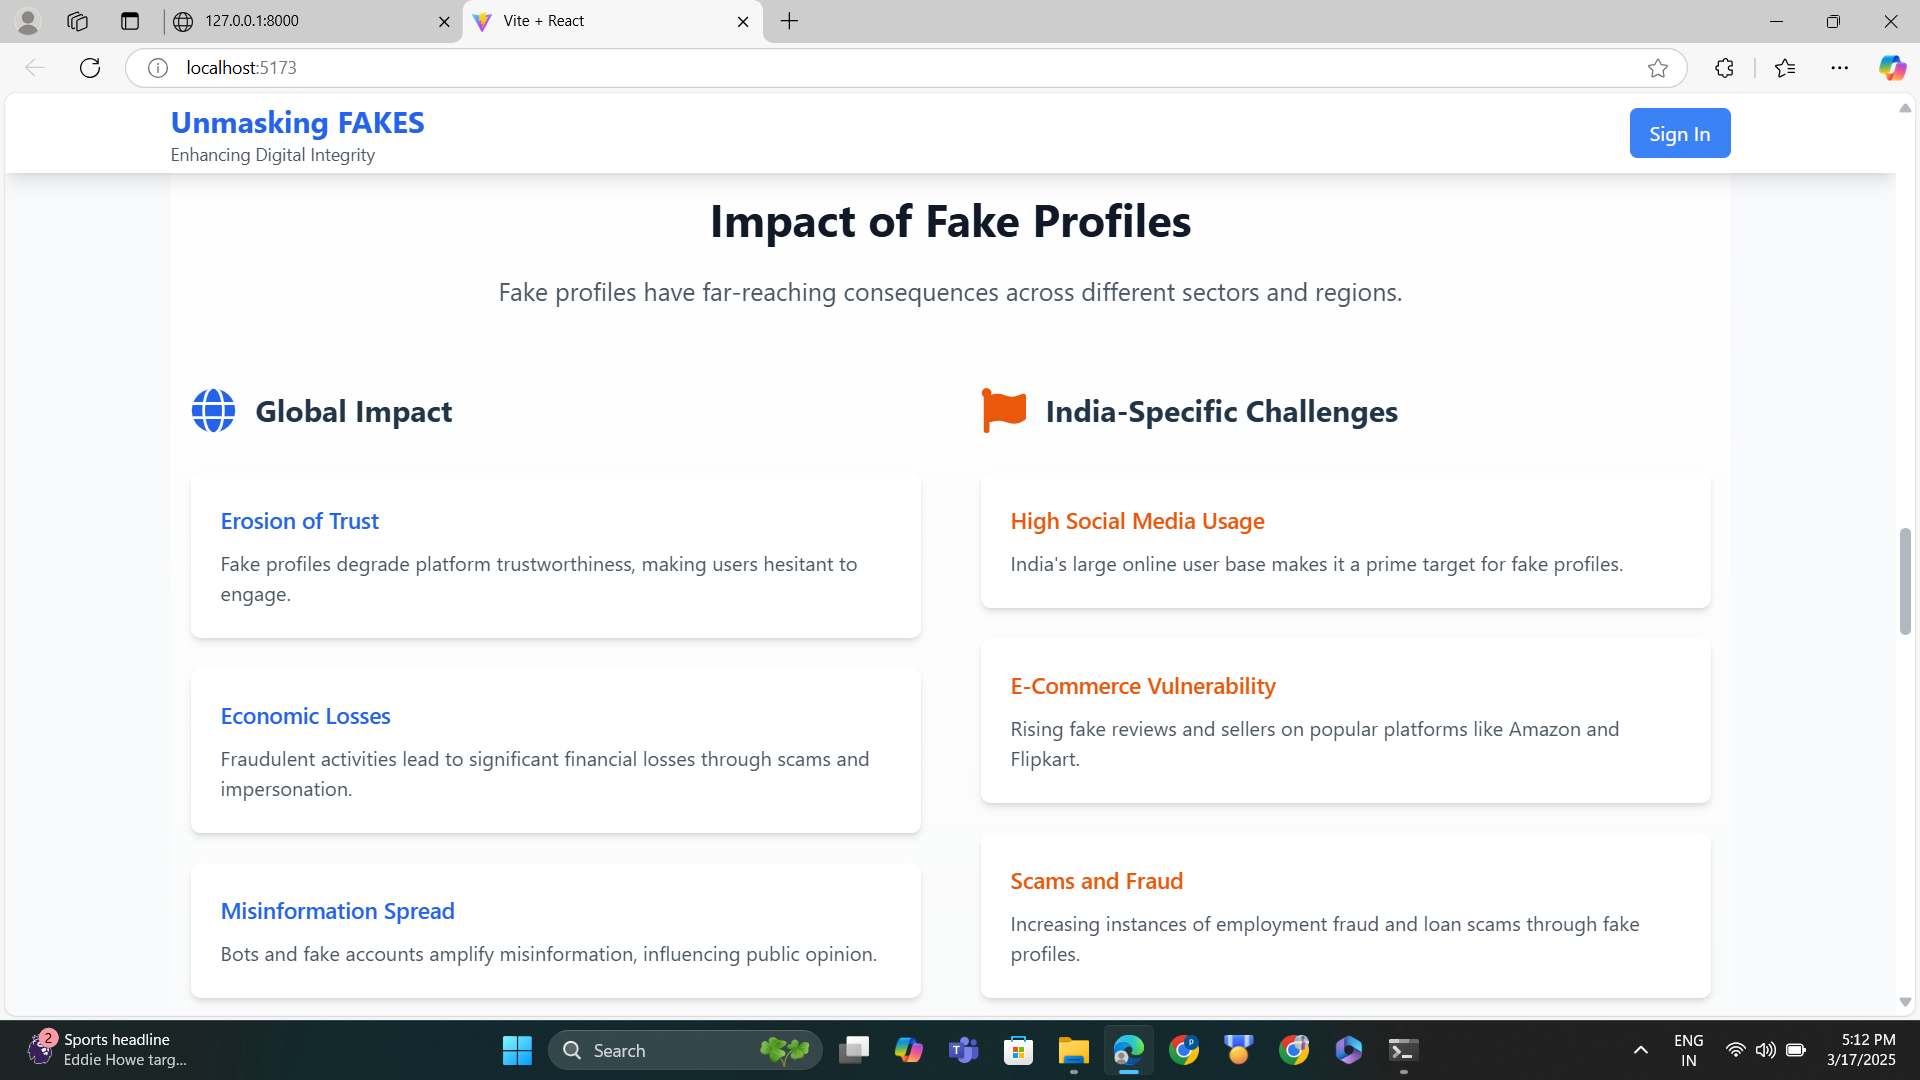 127.0.0.1:8000
Vite + React
localhost:5173
Unmasking FAKES
Enhancing Digital Integrity
Sign In
Impact of Fake Profiles
Fake profiles have far-reaching consequences across different sectors and regions.
Global Impact
Erosion of Trust
Fake profiles degrade platform trustworthiness, making users hesitant to
engage.
Economic Losses
Fraudulent activities lead to significant financial losses through scams and
impersonation.
Misinformation Spread
Bots and fake accounts amplify misinformation, influencing public opinion.
India-Specific Challenges
High Social Media Usage
India's large online user base makes it a prime target for fake profiles.
E-Commerce Vulnerability
Rising fake reviews and sellers on popular platforms like Amazon and
Flipkart.
Scams and Fraud
Increasing instances of employment fraud and loan scams through fake
profiles.
2
Sports headline
Eddie Howe targ...
Search
ENG
IN
5:12 PM
3/17/2025